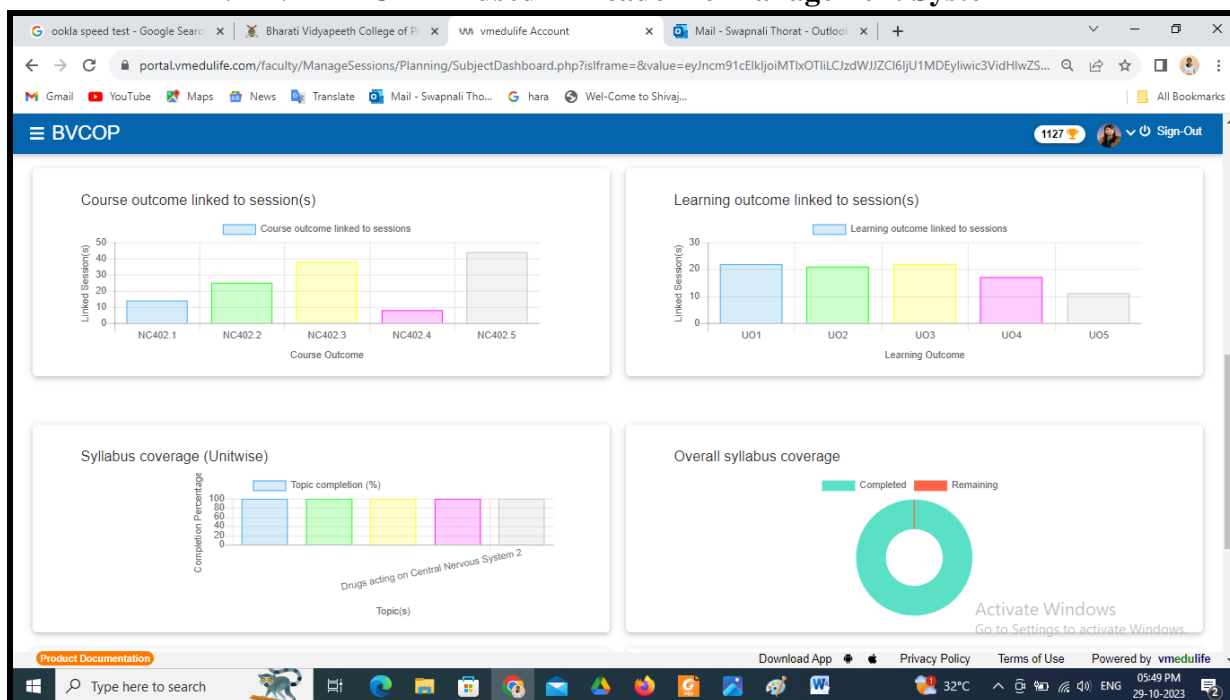 ookla speed test - Google Searc
Bharati Vidyapeeth College of P
vmedulife Account
Mail - Swapnali Thorat - Outloo
portal.vmedulife.com/faculty/ManageSessions/Planning/SubjectDashboard.php?isIframe=&value=
Gmail YouTube Maps News Translate Mail - Swapnali Tho... hara Wel-Come to Shivaj... All Bookmarks
BVCOP 1127 Sign-Out
Course outcome linked to session(s)
Course outcome linked to sessions
Linked Session(s)
50
40
30
20
10
0
NC402.1 NC402.2 NC402.3 NC402.4 NC402.5
Course Outcome
Learning outcome linked to session(s)
Learning outcome linked to sessions
Linked Session(s)
30
20
10
0
UO1 UO2 UO3 UO4 UO5
Learning Outcome
Syllabus coverage (Unitwise)
Topic completion (%)
Completion Percentage
100
80
60
40
20
0
Drugs acting on Central Nervous System 2
Topic(s)
Overall syllabus coverage
Completed Remaining
Activate Windows
Go to Settings to activate Windows.
Product Documentation Download App Privacy Policy Terms of Use Powered by vmedulife
Type here to search 32°C ENG 05:49 PM
29-10-2023